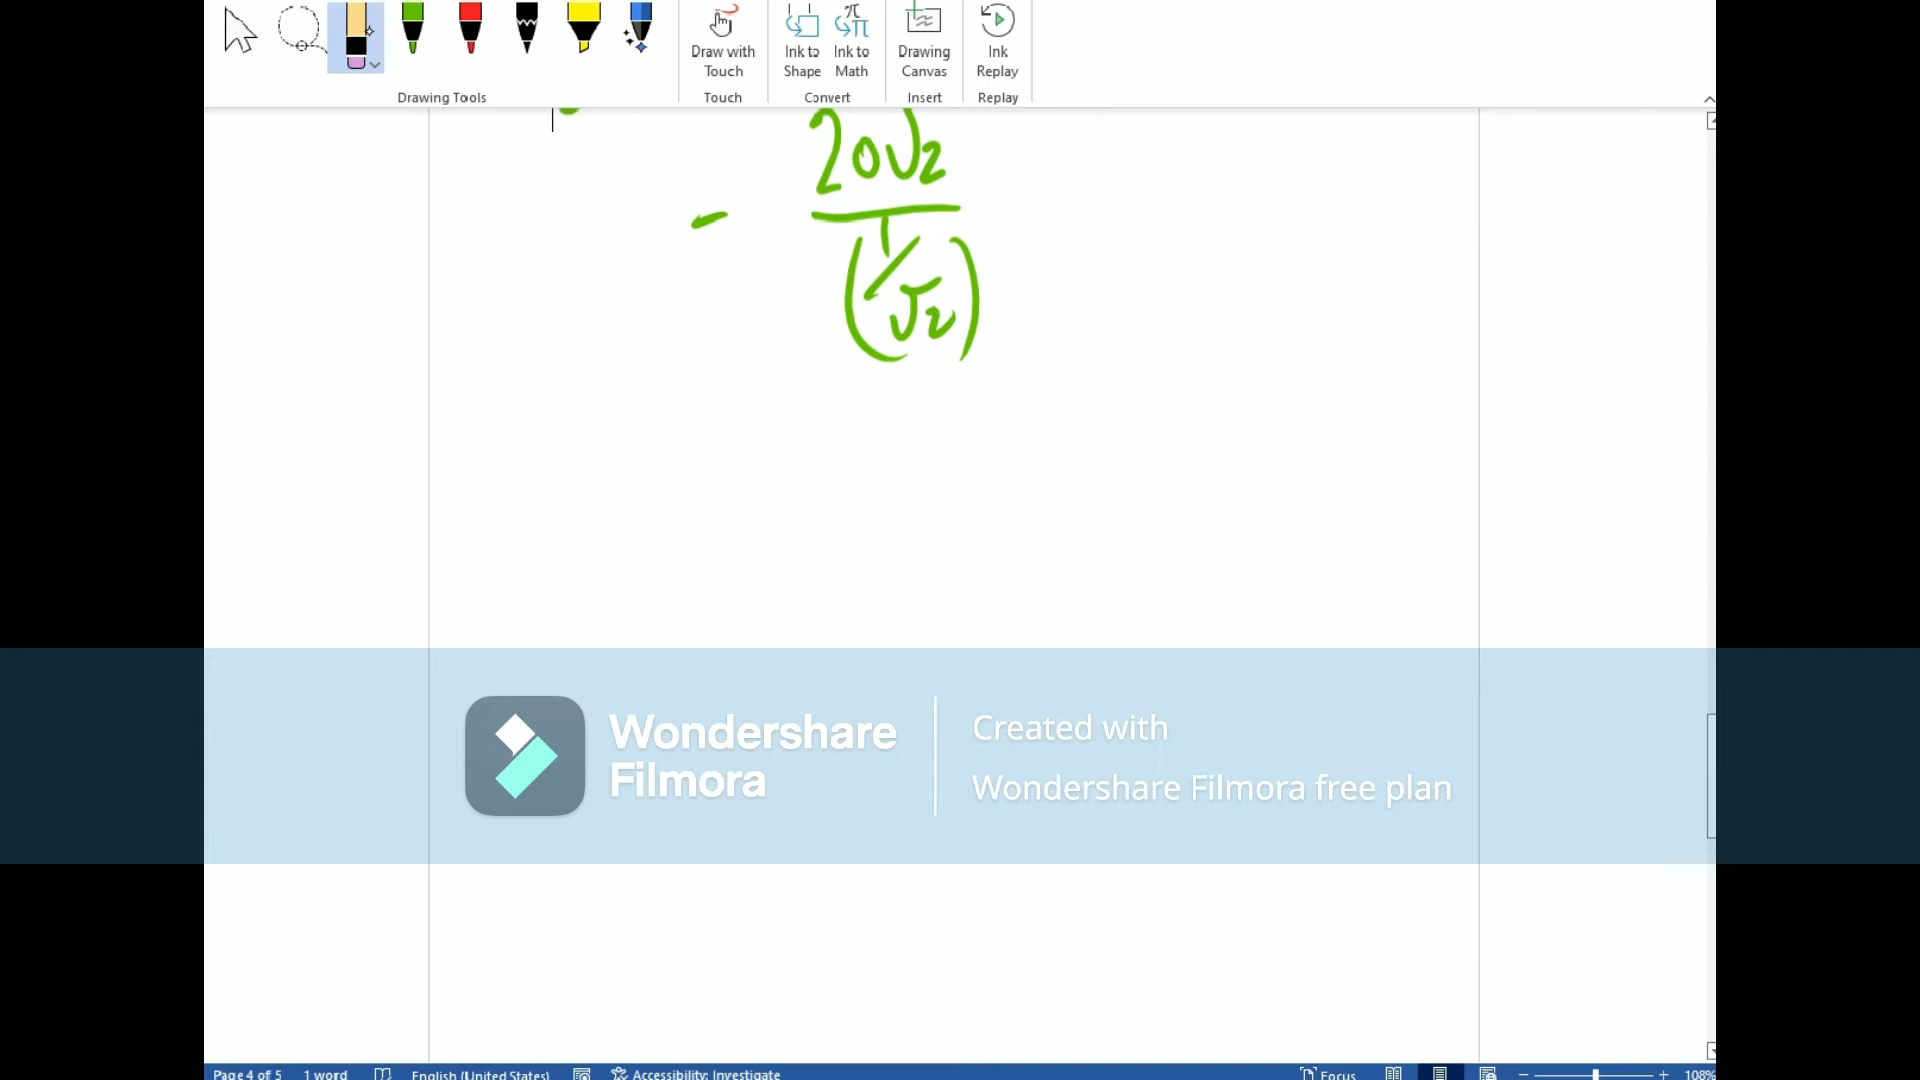 Draw with Touch
Ink to Shape
Ink to Math
Drawing Canvas
Ink Replay
Drawing Tools
Touch
Convert
Insert
Replay
20√2
-
(1/√2)
Wondershare Filmora
Created with
Wondershare Filmora free plan
Page 4 of 5 1 word English (United States) Accessibility: Investigate Focus 108%